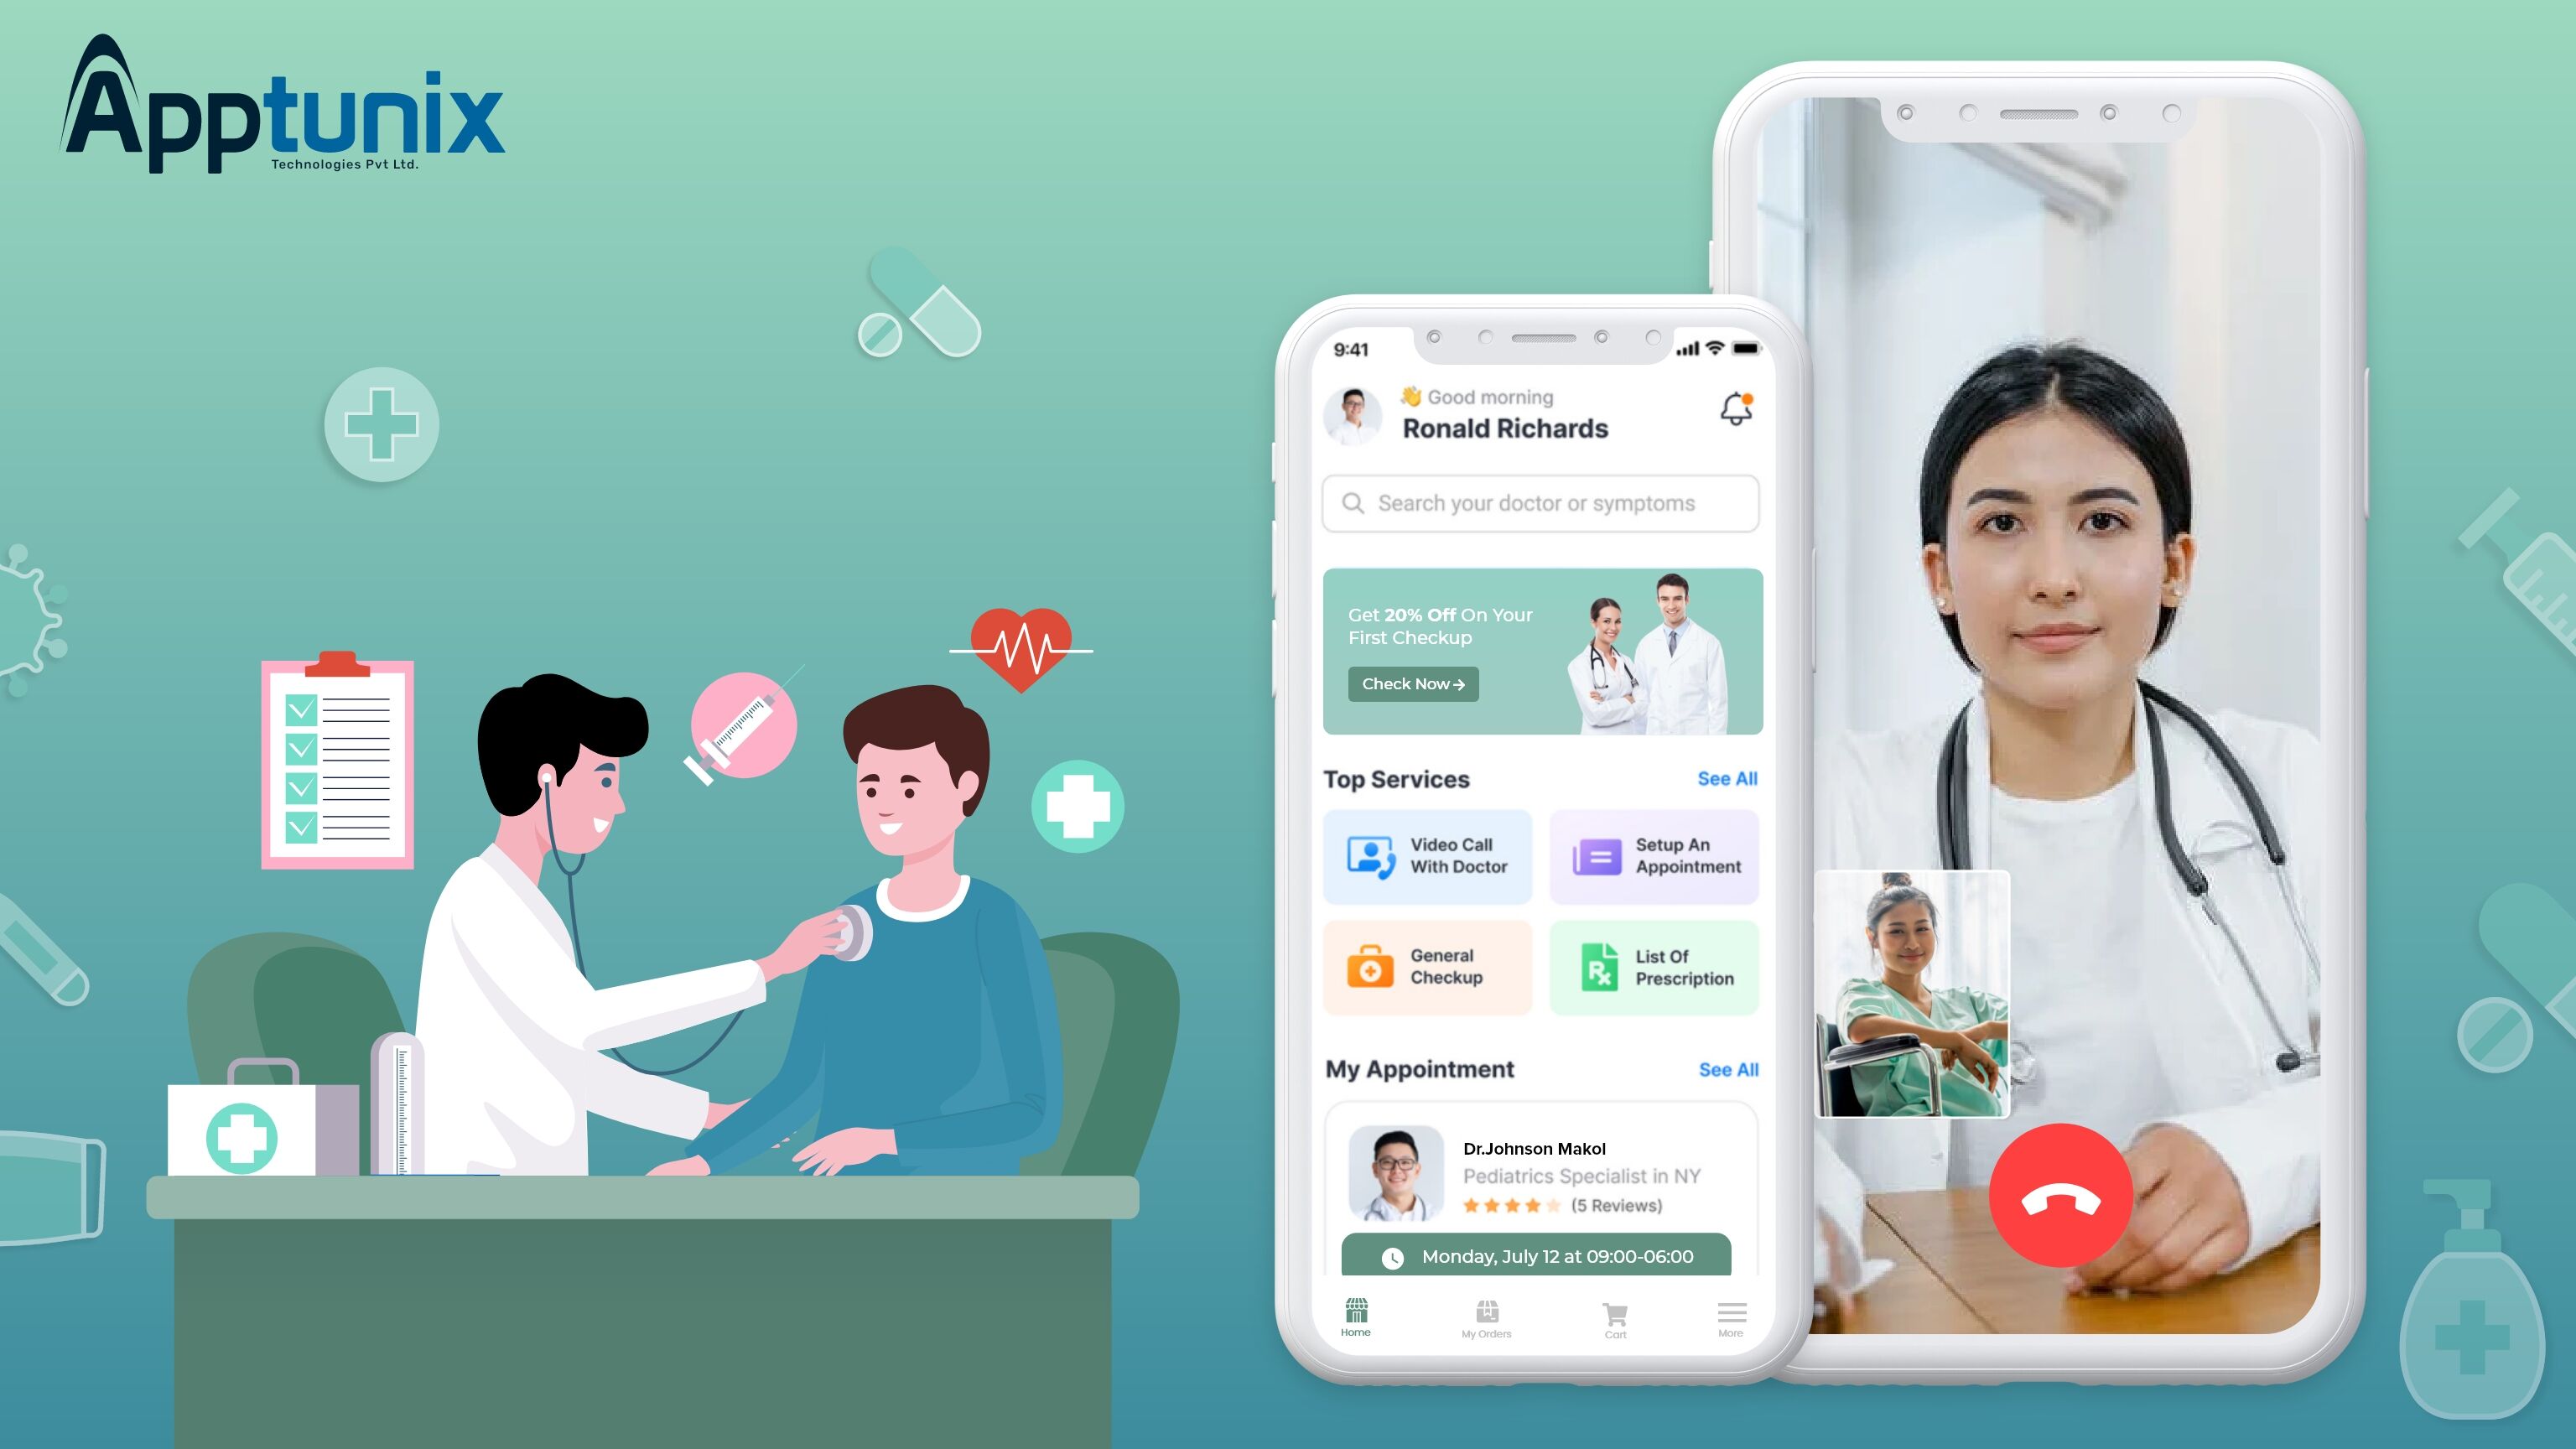 Apptunix
Technologies Pvt Ltd.
9:41
👋 Good morning
Ronald Richards
Search your doctor or symptoms
Get 20% Off On Your
First Checkup
Check Now→
Top Services
See All
Video Call
With Doctor
Setup An
Appointment
General
Checkup
List Of
Prescription
My Appointment
See All
Dr.Johnson Makol
Pediatrics Specialist in NY
(5 Reviews)
Monday, July 12 at 09:00-06:00
Home
My Orders
Cart
More